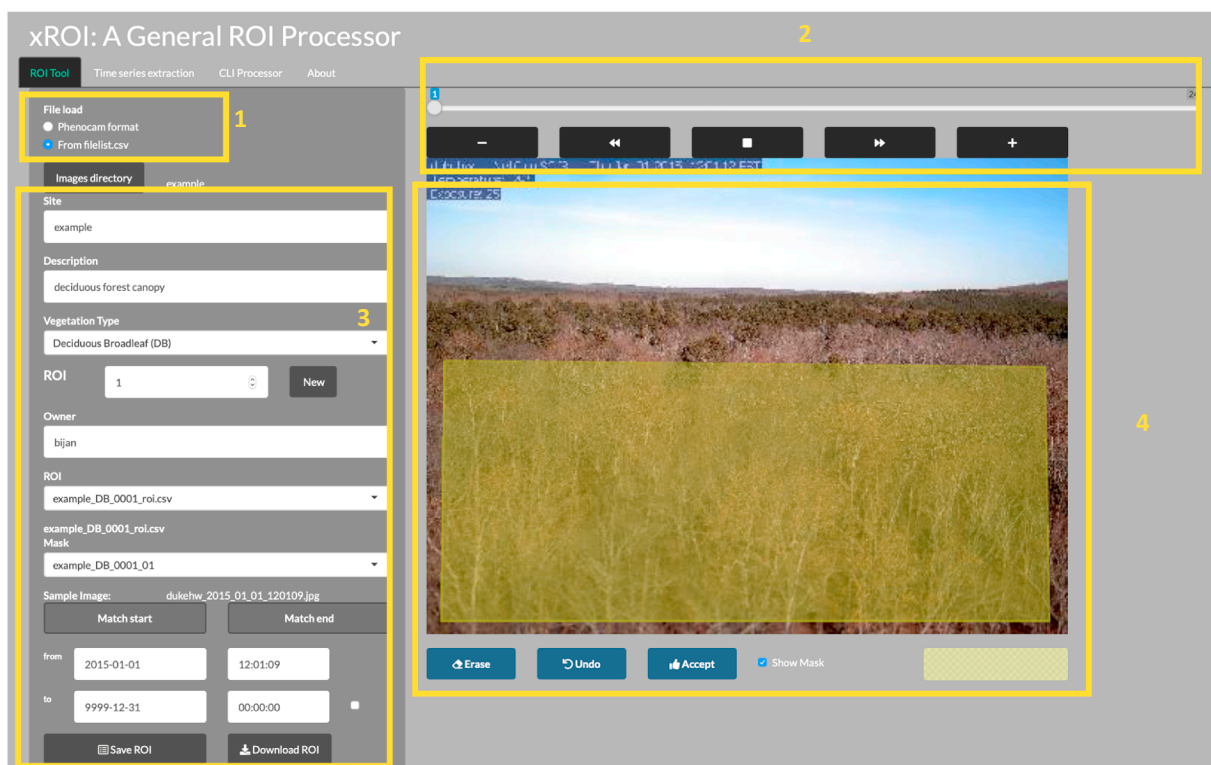 xROI: A General ROI Processor
2
ROI Tool Time series extraction CLI Processor About
File load
Phenocam format
From filelist.csv
1
Images directory example
1
24
Site
example
Exposure: 25
Description
deciduous forest canopy
Vegetation Type
3
Deciduous Broadleaf (DB)
ROI 1 New
Owner
bijan
4
ROI
example_DB_0001_roi.csv
example_DB_0001_roi.csv
Mask
example_DB_0001_01
Sample Image: dukehw_2015_01_01_120109.jpg
Match start Match end
from 2015-01-01 12:01:09
to 9999-12-31 00:00:00
Save ROI Download ROI
Erase Undo Accept Show Mask